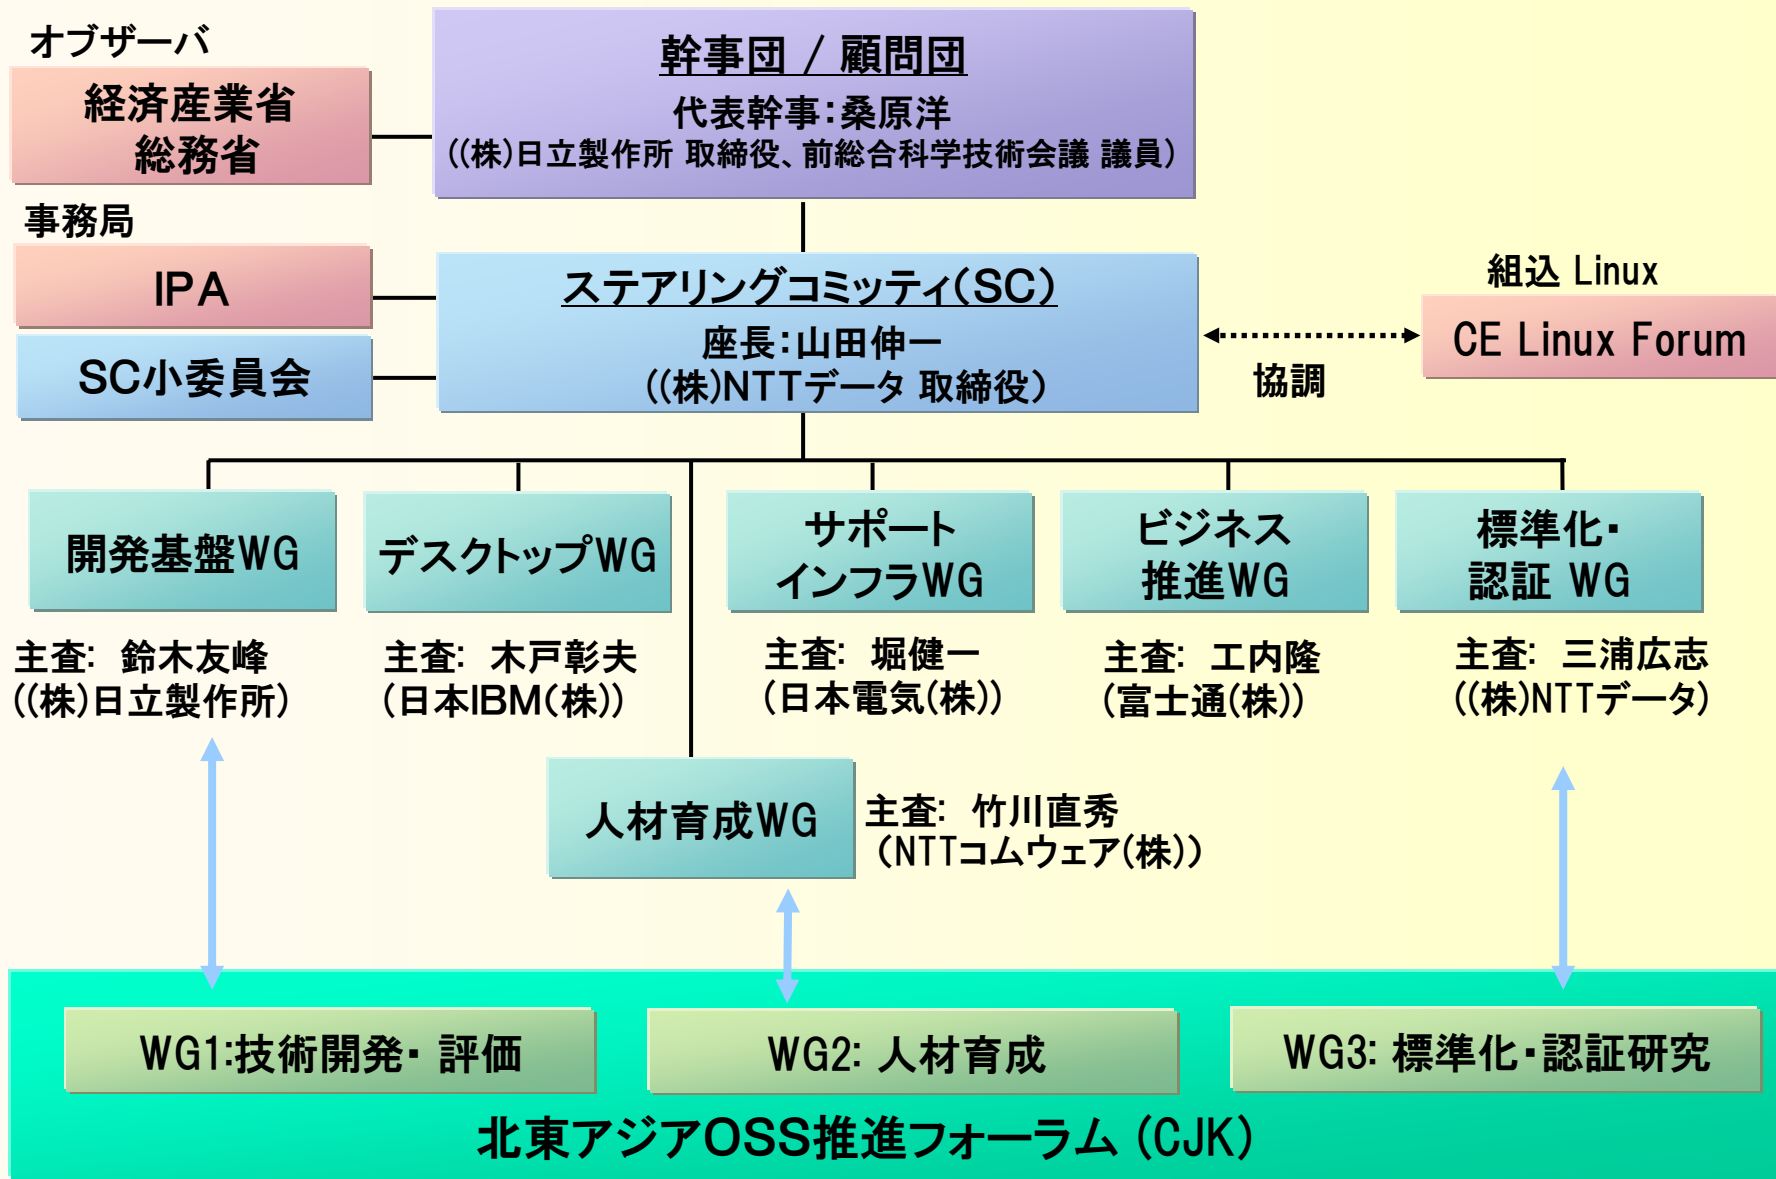 オブザーバ
経済産業省
総務省
幹事団 / 顧問団
代表幹事:桑原洋
((株)日立製作所 取締役、前総合科学技術会議 議員)
事務局
IPA
SC小委員会
ステアリングコミッティ(SC)
座長:山田伸一
((株)NTTデータ 取締役)
組込 Linux
CE Linux Forum
協調
開発基盤WG
主査: 鈴木友峰
((株)日立製作所)
デスクトップWG
主査: 木戸彰夫
(日本IBM(株))
サポート
インフラWG
主査: 堀健一
(日本電気(株))
ビジネス
推進WG
主査: 工内隆
(富士通(株))
標準化・
認証 WG
主査: 三浦広志
((株)NTTデータ)
人材育成WG
主査: 竹川直秀
(NTTコムウェア(株))
WG1:技術開発・ 評価
WG2: 人材育成
WG3: 標準化・認証研究
北東アジアOSS推進フォーラム (CJK)